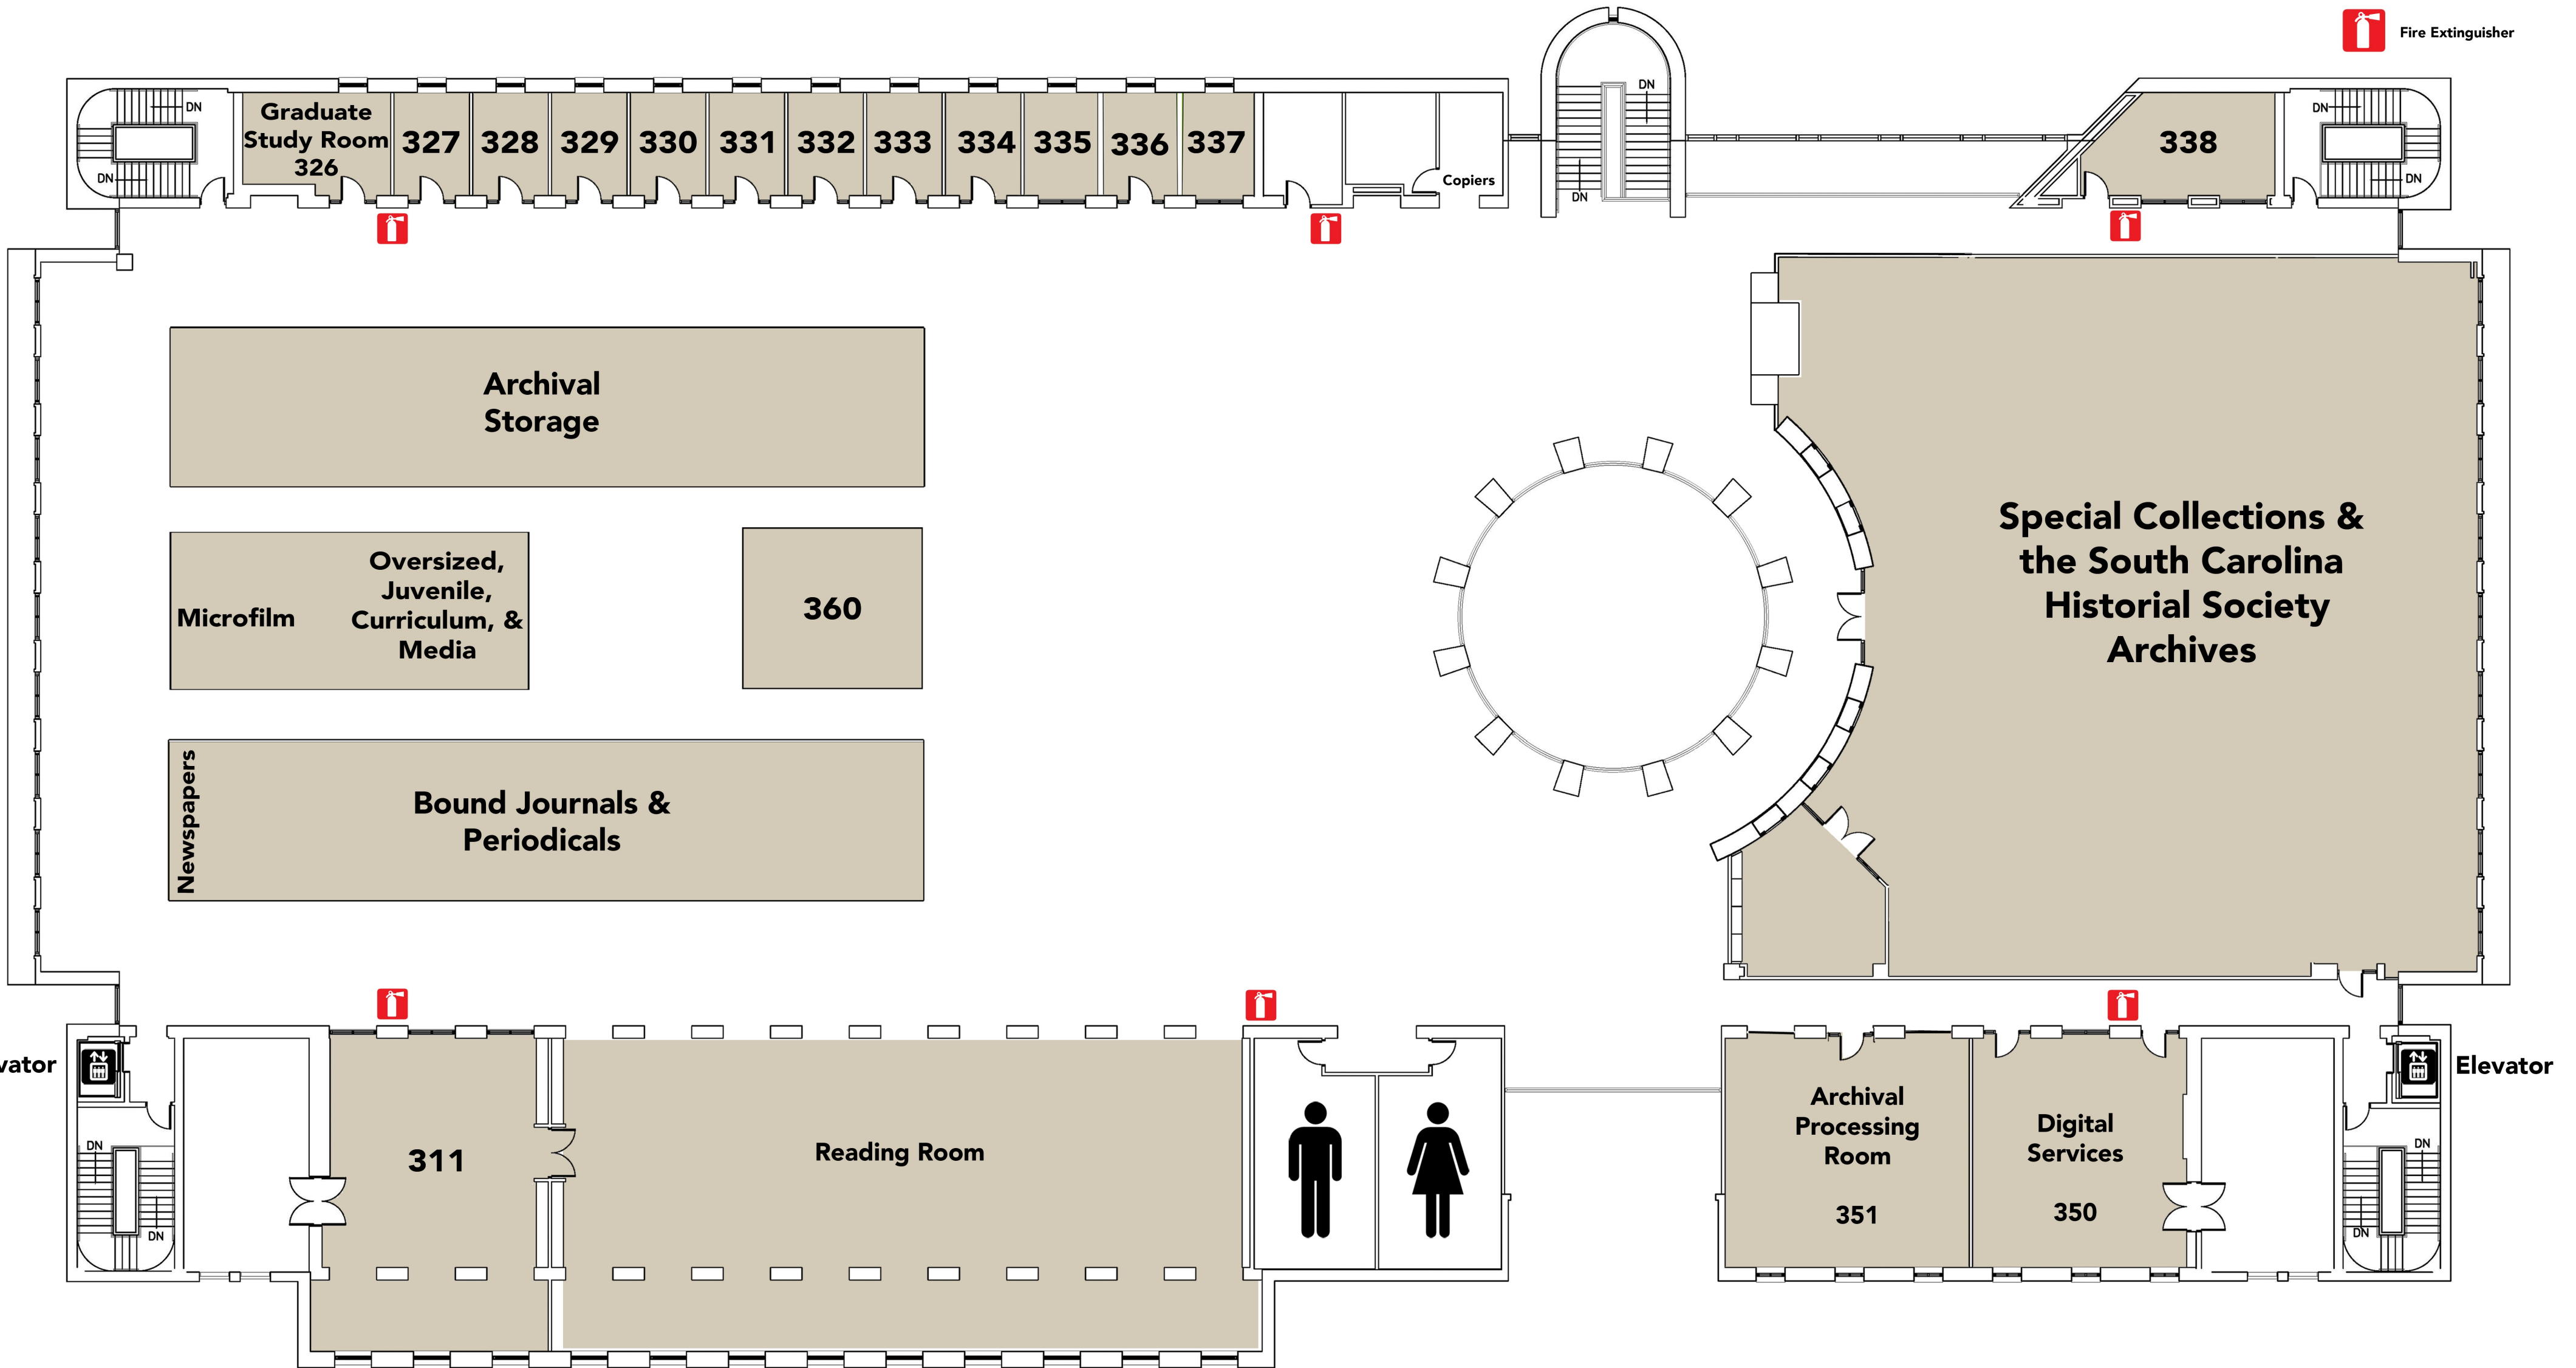 Fire Extinguisher
DN
DN
Graduate
Study Room
326
327
328
329
330
331
332
333
334
335
336
337
Copiers
DN
DN
338
DN
DN
Archival
Storage
Microfilm
Oversized,
Juvenile,
Curriculum, &
Media
360
Newspapers
Bound Journals &
Periodicals
Special Collections &
the South Carolina
Historial Society
Archives
vator
DN
DN
311
Reading Room
Archival
Processing
Room
351
Digital
Services
350
Elevator
DN
DN